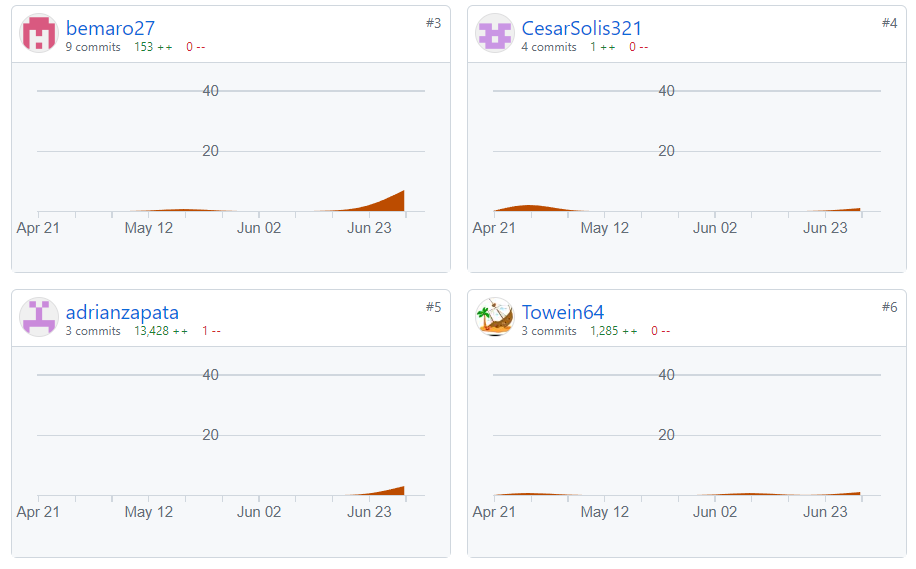 bemaro27 #3
9 commits 153 ++ 0 --
40
20
Apr 21 May 12 Jun 02 Jun 23
CesarSolis321 #4
4 commits 1 ++ 0 --
40
20
Apr 21 May 12 Jun 02 Jun 23
adrianzapata #5
3 commits 13,428 ++ 1 --
40
20
Apr 21 May 12 Jun 02 Jun 23
Towein64 #6
3 commits 1,285 ++ 0 --
40
20
Apr 21 May 12 Jun 02 Jun 23